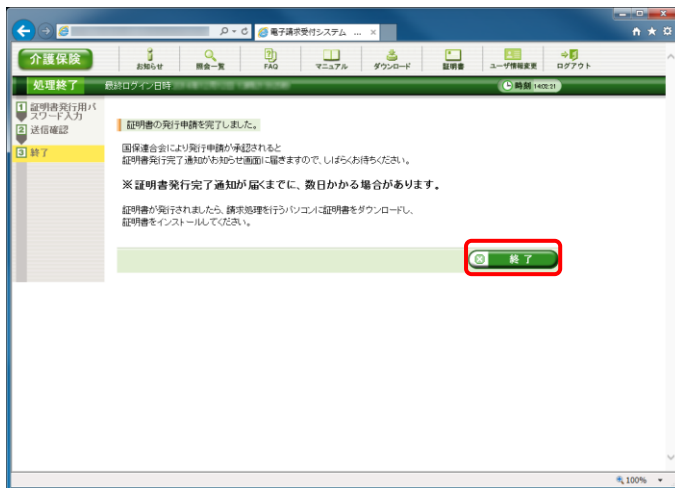 電子請求受付システム ... ×
介護保険
お知らせ 照会一覧 FAQ マニュアル ダウンロード 証明書 ユーザ情報変更 ログアウト
処理終了 最終ログイン日時 時刻 14:01:21
1 証明書発行用パスワード入力
2 送信確認
3 終了
証明書の発行申請を完了しました。
国保連合会により発行申請が承認されると
証明書発行完了通知がお知らせ画面に届きますので、しばらくお待ちください。
※証明書発行完了通知が届くまでに、数日かかる場合があります。
証明書が発行されましたら、請求処理を行うパソコンに証明書をダウンロードし、
証明書をインストールしてください。
終了
100%